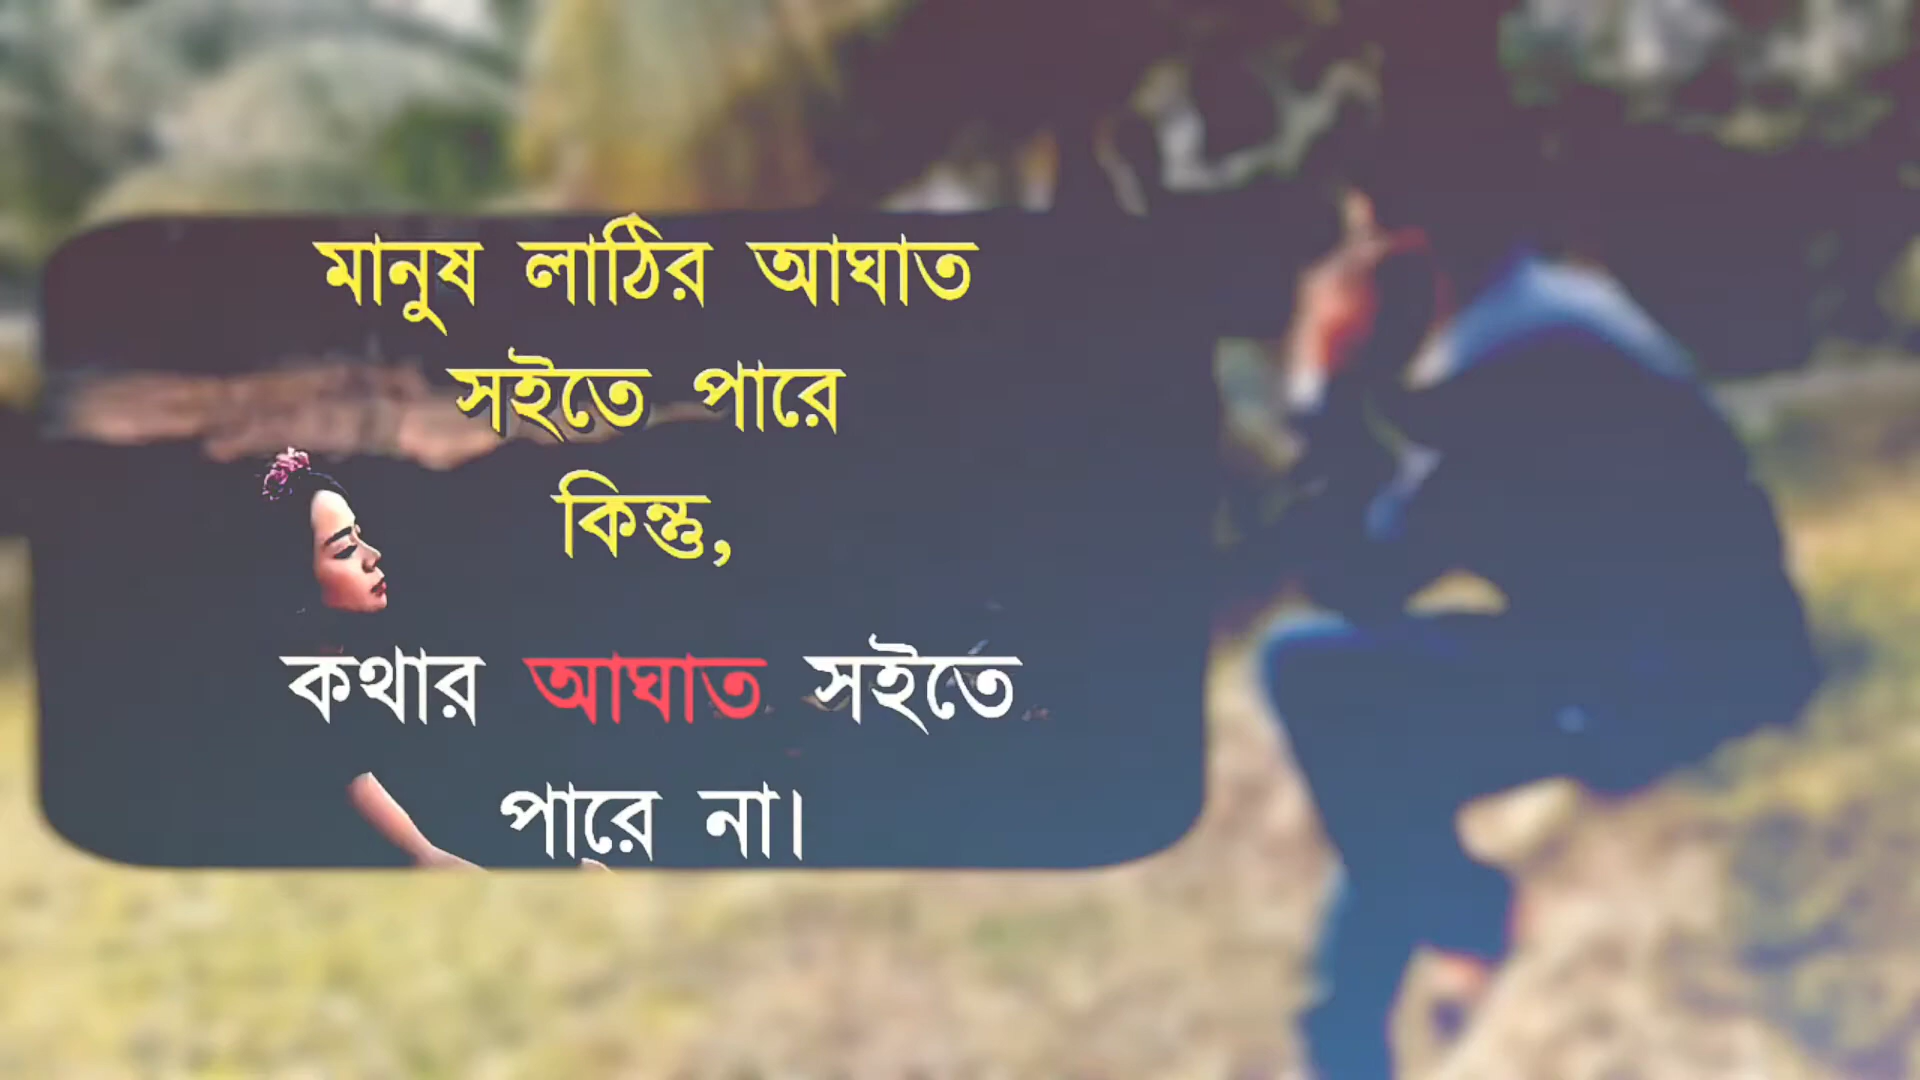 মানুষ লাঠির আঘাত
সইতে পারে
কিন্তু,
কথার আঘাত সইতে
পারে না।